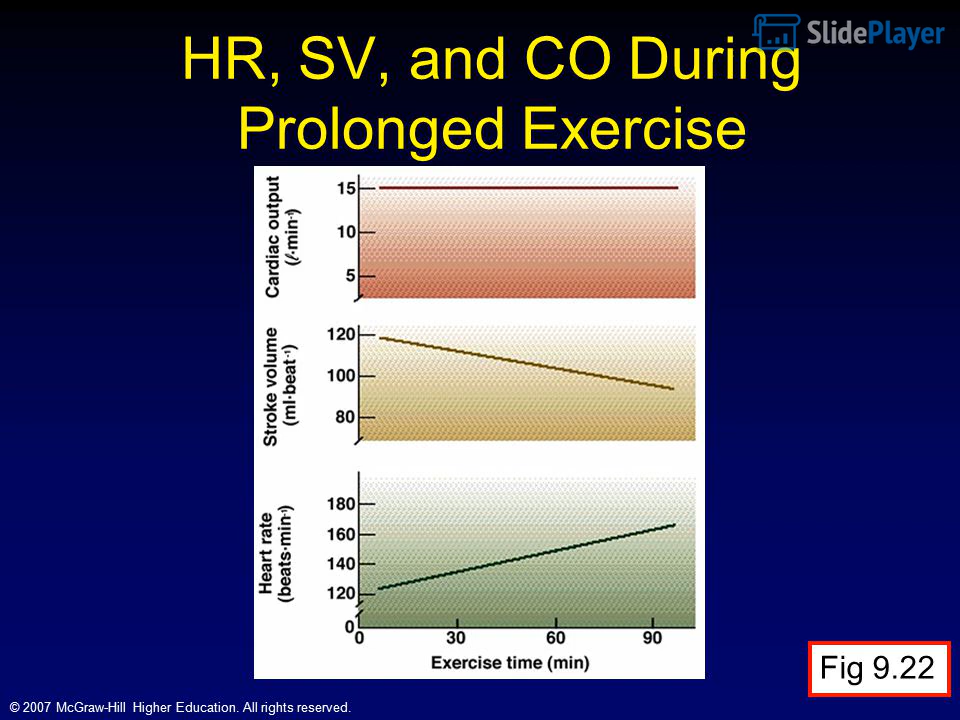 SlidePlayer
HR, SV, and CO During
Prolonged Exercise
Cardiac output
(l·min-1)
15
10
5
Stroke volume
(ml·beat-1)
120
100
80
Heart rate
(beats·min-1)
180
160
140
120
0
0 30 60 90
Exercise time (min)
Fig 9.22
© 2007 McGraw-Hill Higher Education. All rights reserved.